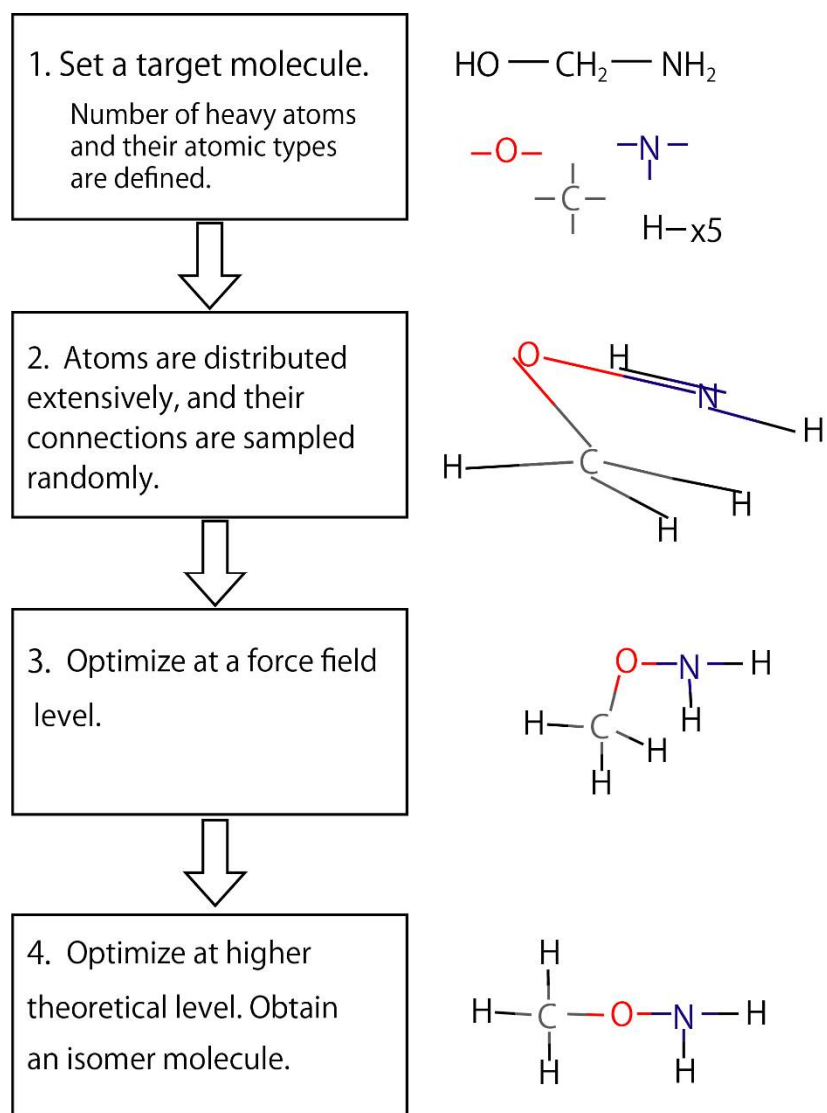 1. Set a target molecule.
Number of heavy atoms
and their atomic types
are defined.
HO—CH₂—NH₂
–O–
–N–
–C–
H–x5
2. Atoms are distributed
extensively, and their
connections are sampled
randomly.
O H
N
H
H C
H
H
3. Optimize at a force field
level.
O N H
H C H
H
H
4. Optimize at higher
theoretical level. Obtain
an isomer molecule.
H
H C O N H
H H